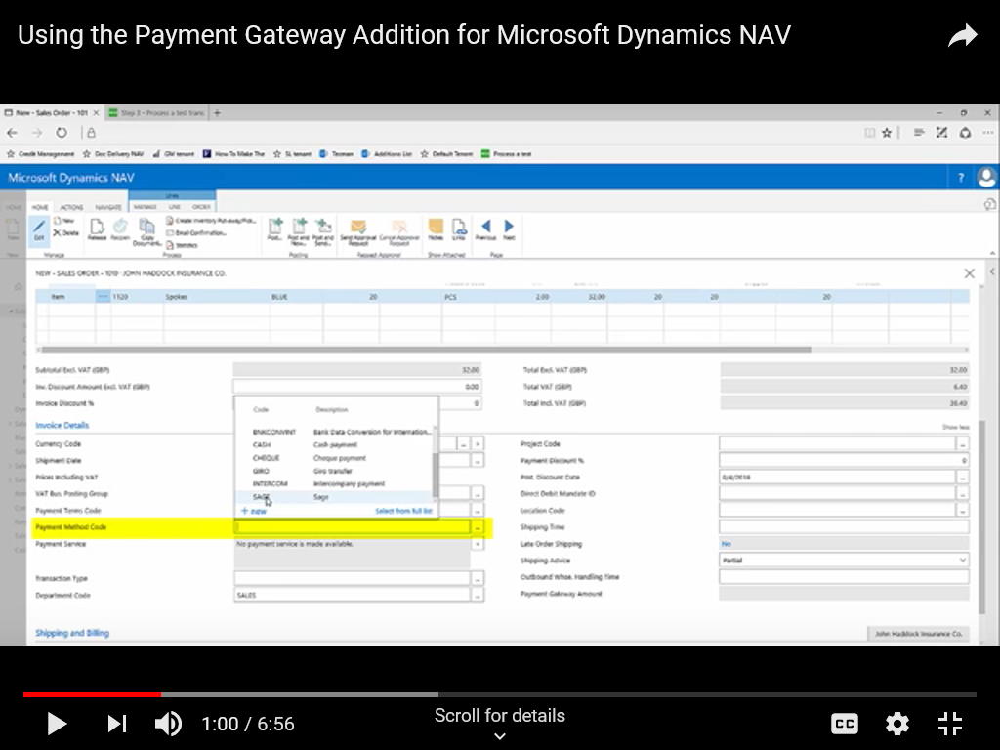 Using the Payment Gateway Addition for Microsoft Dynamics NAV
New - Sales Order - 101
Step 3 - Process a test trans
Credit Management Doc Delivery NAV GM tenant How To Make The SL tenant Texman Additions List Default Tenant Process a test
Microsoft Dynamics NAV ?
Lines
HOME HOME ACTIONS NAVIGATE MANAGE LINE ORDER
New Edit New Delete Release Reopen Copy Document... Create Inventory Put-away/Pick... Email Confirmation... Statistics Post... Post and New... Post and Send... Send Approval Request Cancel Approval Request Notes Links Previous Next
New Manage Process Posting Request Approval Show Attached Page
NEW - SALES ORDER - 1019 · JOHN HADDOCK INSURANCE CO.
Item 1120 Spokes BLUE 20 PCS 2.00 32.00 20 20 20
Subtotal Excl. VAT (GBP) 32.00 Total Excl. VAT (GBP) 32.00
Inv. Discount Amount Excl. VAT (GBP) 0.00 Total VAT (GBP) 6.40
Invoice Discount % 0 Total Incl. VAT (GBP) 38.40
Code Description
BNKCONVINT Bank Data Conversion for Internation...
CASH Cash payment
CHEQUE Cheque payment
GIRO Giro transfer
INTERCOM Intercompany payment
SAGE Sage
+ new Select from full list
Invoice Details Show less
Currency Code Project Code
Shipment Date Payment Discount % 0
Prices Including VAT Pmt. Discount Date 8/8/2018
VAT Bus. Posting Group Direct Debit Mandate ID
Payment Terms Code Location Code
Payment Method Code Shipping Time
Payment Service No payment service is made available. Late Order Shipping No
Shipping Advice Partial
Transaction Type Outbound Whse. Handling Time
Department Code SALES Payment Gateway Amount
Shipping and Billing John Haddock Insurance Co.
1:00 / 6:56
Scroll for details
CC